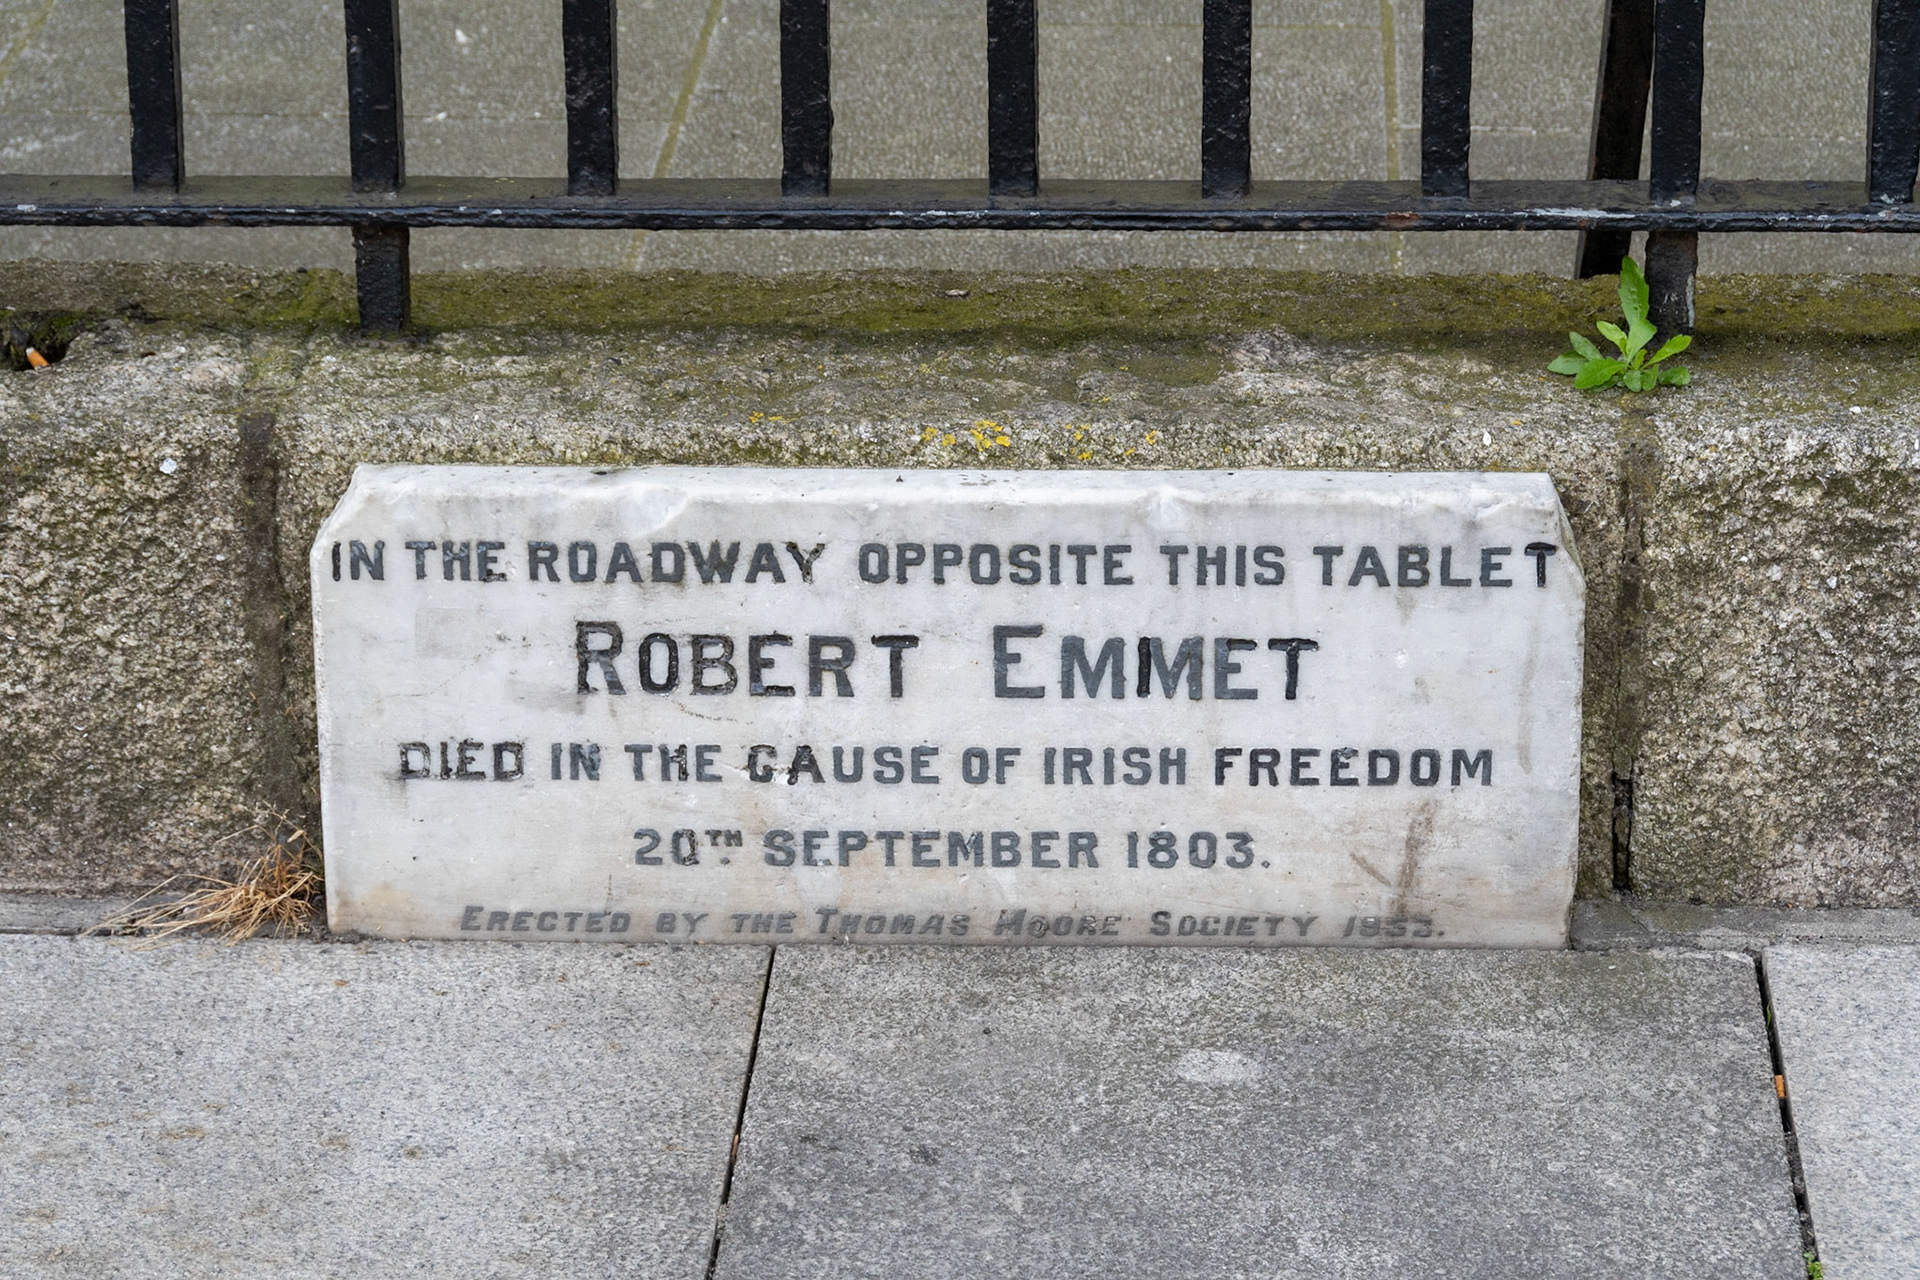 IN THE ROADWAY OPPOSITE THIS TABLET
ROBERT EMMET
DIED IN THE CAUSE OF IRISH FREEDOM
20TH SEPTEMBER 1803.
ERECTED BY THE THOMAS MOORE SOCIETY